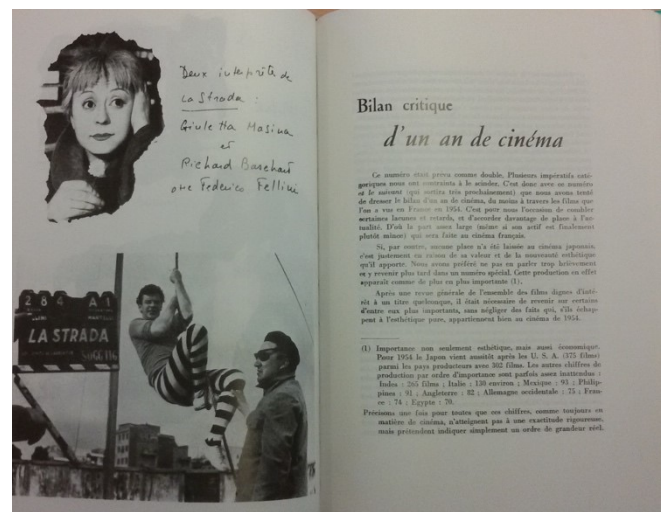 Deux interprète de
La Strada :
Giuletta Masina
et
Richard Basehart
avec Federico Fellini
284 A1
LA STRADA
Bilan critique
d'un an de cinéma
Ce numéro était prévu comme double. Plusieurs impératifs caté-
goriques nous ont contraints à le scinder. C'est donc avec ce numéro
et le suivant (qui sortira très prochainement) que nous avons tenté
de dresser le bilan d'un an de cinéma, du moins à travers les films que
l'on a vus en France en 1954. C'est pour nous l'occasion de combler
certaines lacunes et retards, et d'accorder davantage de place à l'ac-
tualité. D'où la part assez large (même si son actif est finalement
plutôt mince) qui sera faite au cinéma français.
Si, par contre, aucune place n'a été laissée au cinéma japonais,
c'est justement en raison de sa valeur et de la nouveauté esthétique
qu'il apporte. Nous avons préféré ne pas en parler trop brièvement
et y revenir plus tard dans un numéro spécial. Cette production en effet
apparaît comme de plus en plus importante (1).
Après une revue générale de l'ensemble des films dignes d'inté-
rêt à un titre quelconque, il était nécessaire de revenir sur certains
d'entre eux plus importants, sans négliger des faits qui, s'ils échap-
pent à l'esthétique pure, appartiennent bien au cinéma de 1954.
(1) Importance non seulement esthétique, mais aussi économique.
Pour 1954 le Japon vient aussitôt après les U. S. A. (375 films)
parmi les pays producteurs avec 302 films. Les autres chiffres de
production par ordre d'importance sont parfois assez inattendus :
Indes : 265 films ; Italie : 130 environ ; Mexique : 93 ; Philip-
pines : 91 ; Angleterre : 82 ; Allemagne occidentale : 75 ; Fran-
ce : 74 ; Egypte : 70.
Précisons une fois pour toutes que ces chiffres, comme toujours en
matière de cinéma, n'atteignent pas à une exactitude rigoureuse,
mais prétendent indiquer simplement un ordre de grandeur réel.